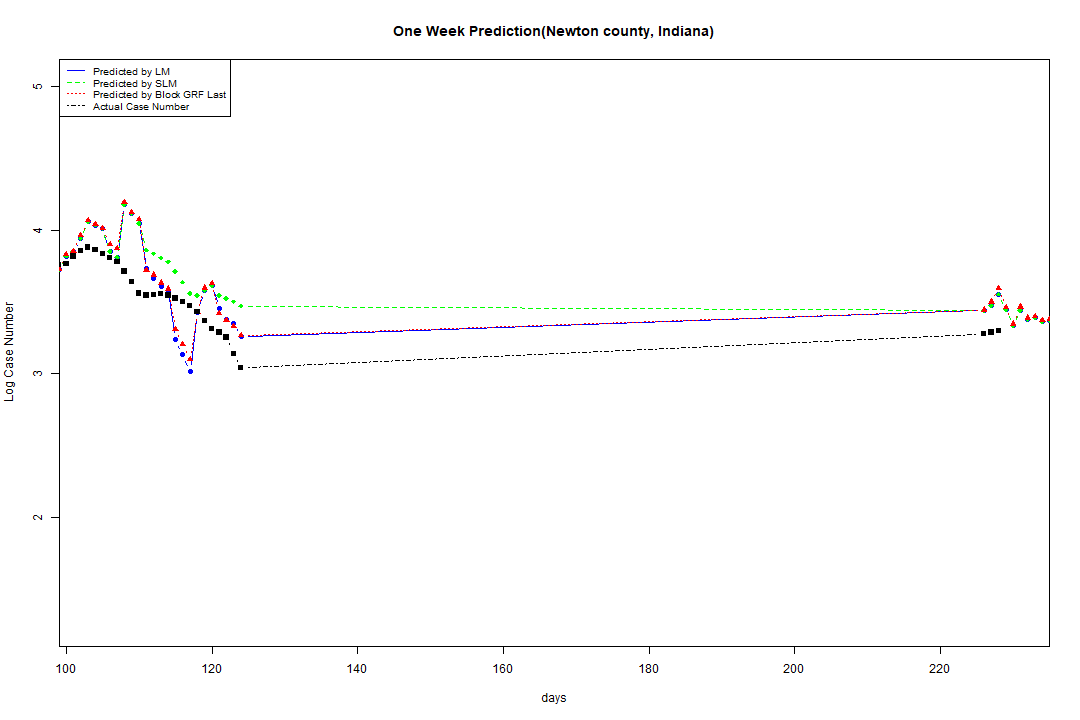 One Week Prediction(Newton county, Indiana)
Predicted by LM
Predicted by SLM
Predicted by Block GRF Last
Actual Case Number
5
4
3
2
Log Case Number
100 120 140 160 180 200 220
days